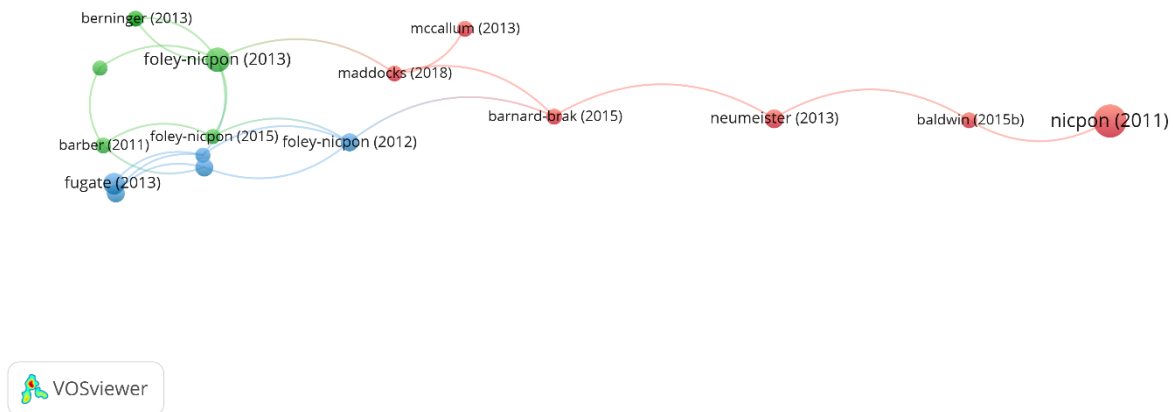 berninger (2013)
mccallum (2013)
foley-nicpon (2013)
maddocks (2018)
barnard-brak (2015)
neumeister (2013)
baldwin (2015b)
nicpon (2011)
foley-nicpon (2015)
barber (2011)
foley-nicpon (2012)
fugate (2013)
VOSviewer